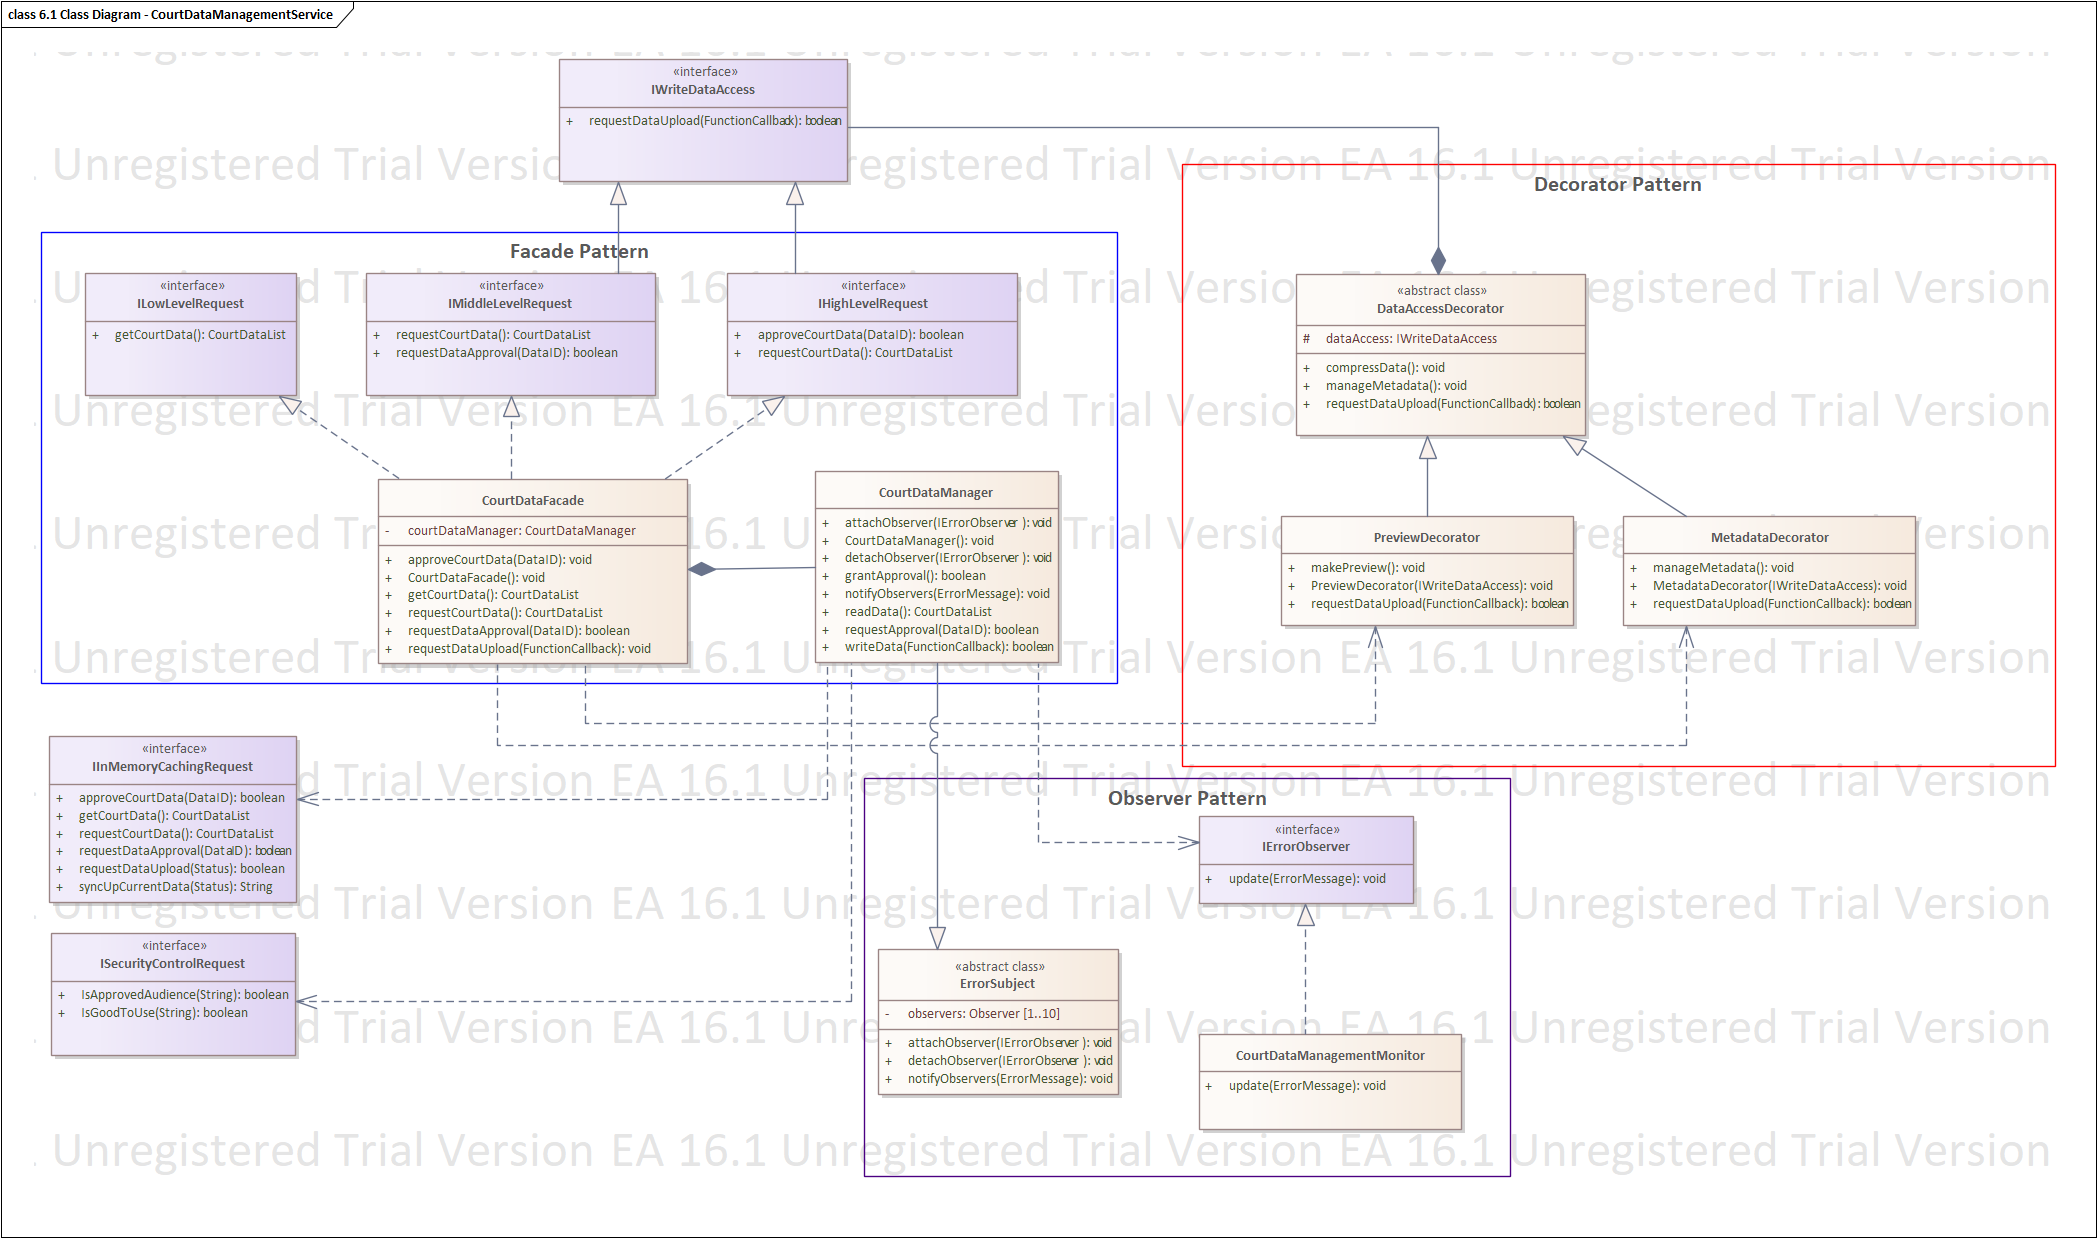 class 6.1 Class Diagram - CourtDataManagementService
«interface»
IWriteDataAccess
+ requestDataUpload(FunctionCallback): boolean
Facade Pattern
«interface»
ILowLevelRequest
+ getCourtData(): CourtDataList
«interface»
IMiddleLevelRequest
+ requestCourtData(): CourtDataList
+ requestDataApproval(DataID): boolean
«interface»
IHighLevelRequest
+ approveCourtData(DataID): boolean
+ requestCourtData(): CourtDataList
CourtDataFacade
- courtDataManager: CourtDataManager
+ approveCourtData(DataID): void
+ CourtDataFacade(): void
+ getCourtData(): CourtDataList
+ requestCourtData(): CourtDataList
+ requestDataApproval(DataID): boolean
+ requestDataUpload(FunctionCallback): void
CourtDataManager
+ attachObserver(IErrorObserver ): void
+ CourtDataManager(): void
+ detachObserver(IErrorObserver ): void
+ grantApproval(): boolean
+ notifyObservers(ErrorMessage): void
+ readData(): CourtDataList
+ requestApproval(DataID): boolean
+ writeData(FunctionCallback): boolean
Decorator Pattern
«abstract class»
DataAccessDecorator
# dataAccess: IWriteDataAccess
+ compressData(): void
+ manageMetadata(): void
+ requestDataUpload(FunctionCallback): boolean
PreviewDecorator
+ makePreview(): void
+ PreviewDecorator(IWriteDataAccess): void
+ requestDataUpload(FunctionCallback): boolean
MetadataDecorator
+ manageMetadata(): void
+ MetadataDecorator(IWriteDataAccess): void
+ requestDataUpload(FunctionCallback): boolean
«interface»
IInMemoryCachingRequest
+ approveCourtData(DataID): boolean
+ getCourtData(): CourtDataList
+ requestCourtData(): CourtDataList
+ requestDataApproval(DataID): boolean
+ requestDataUpload(Status): boolean
+ syncUpCurrentData(Status): String
«interface»
ISecurityControlRequest
+ IsApprovedAudience(String): boolean
+ IsGoodToUse(String): boolean
Observer Pattern
«interface»
IErrorObserver
+ update(ErrorMessage): void
«abstract class»
ErrorSubject
- observers: Observer [1..10]
+ attachObserver(IErrorObserver ): void
+ detachObserver(IErrorObserver ): void
+ notifyObservers(ErrorMessage): void
CourtDataManagementMonitor
+ update(ErrorMessage): void
Unregistered Trial Version EA 16.1 Unregistered Trial Version